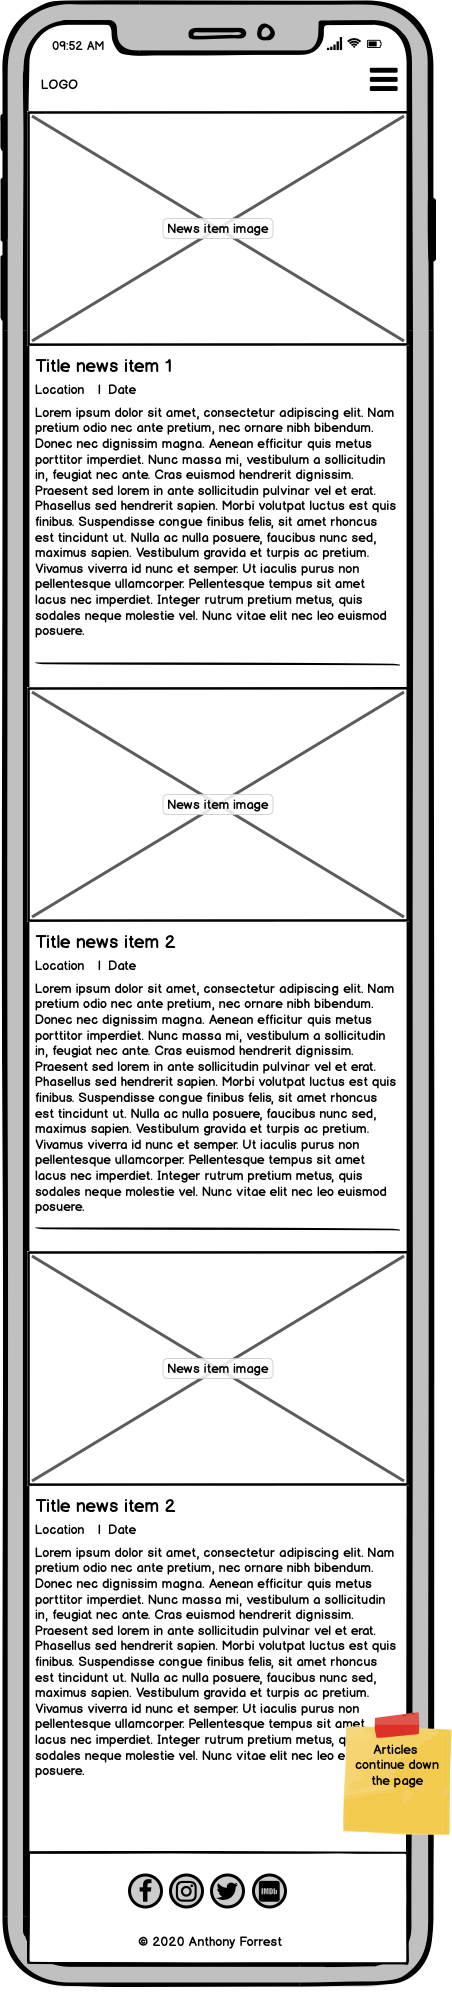 09:52 AM
LOGO
News item image
Title news item 1
Location | Date
Lorem ipsum dolor sit amet, consectetur adipiscing elit. Nam
pretium odio nec ante pretium, nec ornare nibh bibendum.
Donec nec dignissim magna. Aenean efficitur quis metus
porttitor imperdiet. Nunc massa mi, vestibulum a sollicitudin
in, feugiat nec ante. Cras euismod hendrerit dignissim.
Praesent sed lorem in ante sollicitudin pulvinar vel et erat.
Phasellus sed hendrerit sapien. Morbi volutpat luctus est quis
finibus. Suspendisse congue finibus felis, sit amet rhoncus
est tincidunt ut. Nulla ac nulla posuere, faucibus nunc sed,
maximus sapien. Vestibulum gravida et turpis ac pretium.
Vivamus viverra id nunc et semper. Ut iaculis purus non
pellentesque ullamcorper. Pellentesque tempus sit amet
lacus nec imperdiet. Integer rutrum pretium metus, quis
sodales neque molestie vel. Nunc vitae elit nec leo euismod
posuere.
News item image
Title news item 2
Location | Date
Lorem ipsum dolor sit amet, consectetur adipiscing elit. Nam
pretium odio nec ante pretium, nec ornare nibh bibendum.
Donec nec dignissim magna. Aenean efficitur quis metus
porttitor imperdiet. Nunc massa mi, vestibulum a sollicitudin
in, feugiat nec ante. Cras euismod hendrerit dignissim.
Praesent sed lorem in ante sollicitudin pulvinar vel et erat.
Phasellus sed hendrerit sapien. Morbi volutpat luctus est quis
finibus. Suspendisse congue finibus felis, sit amet rhoncus
est tincidunt ut. Nulla ac nulla posuere, faucibus nunc sed,
maximus sapien. Vestibulum gravida et turpis ac pretium.
Vivamus viverra id nunc et semper. Ut iaculis purus non
pellentesque ullamcorper. Pellentesque tempus sit amet
lacus nec imperdiet. Integer rutrum pretium metus, quis
sodales neque molestie vel. Nunc vitae elit nec leo euismod
posuere.
News item image
Title news item 2
Location | Date
Lorem ipsum dolor sit amet, consectetur adipiscing elit. Nam
pretium odio nec ante pretium, nec ornare nibh bibendum.
Donec nec dignissim magna. Aenean efficitur quis metus
porttitor imperdiet. Nunc massa mi, vestibulum a sollicitudin
in, feugiat nec ante. Cras euismod hendrerit dignissim.
Praesent sed lorem in ante sollicitudin pulvinar vel et erat.
Phasellus sed hendrerit sapien. Morbi volutpat luctus est quis
finibus. Suspendisse congue finibus felis, sit amet rhoncus
est tincidunt ut. Nulla ac nulla posuere, faucibus nunc sed,
maximus sapien. Vestibulum gravida et turpis ac pretium.
Vivamus viverra id nunc et semper. Ut iaculis purus non
pellentesque ullamcorper. Pellentesque tempus sit amet
lacus nec imperdiet. Integer rutrum pretium metus,
sodales neque molestie vel. Nunc vitae elit nec leo
posuere.
Articles
continue down
the page
IMDb
© 2020 Anthony Forrest